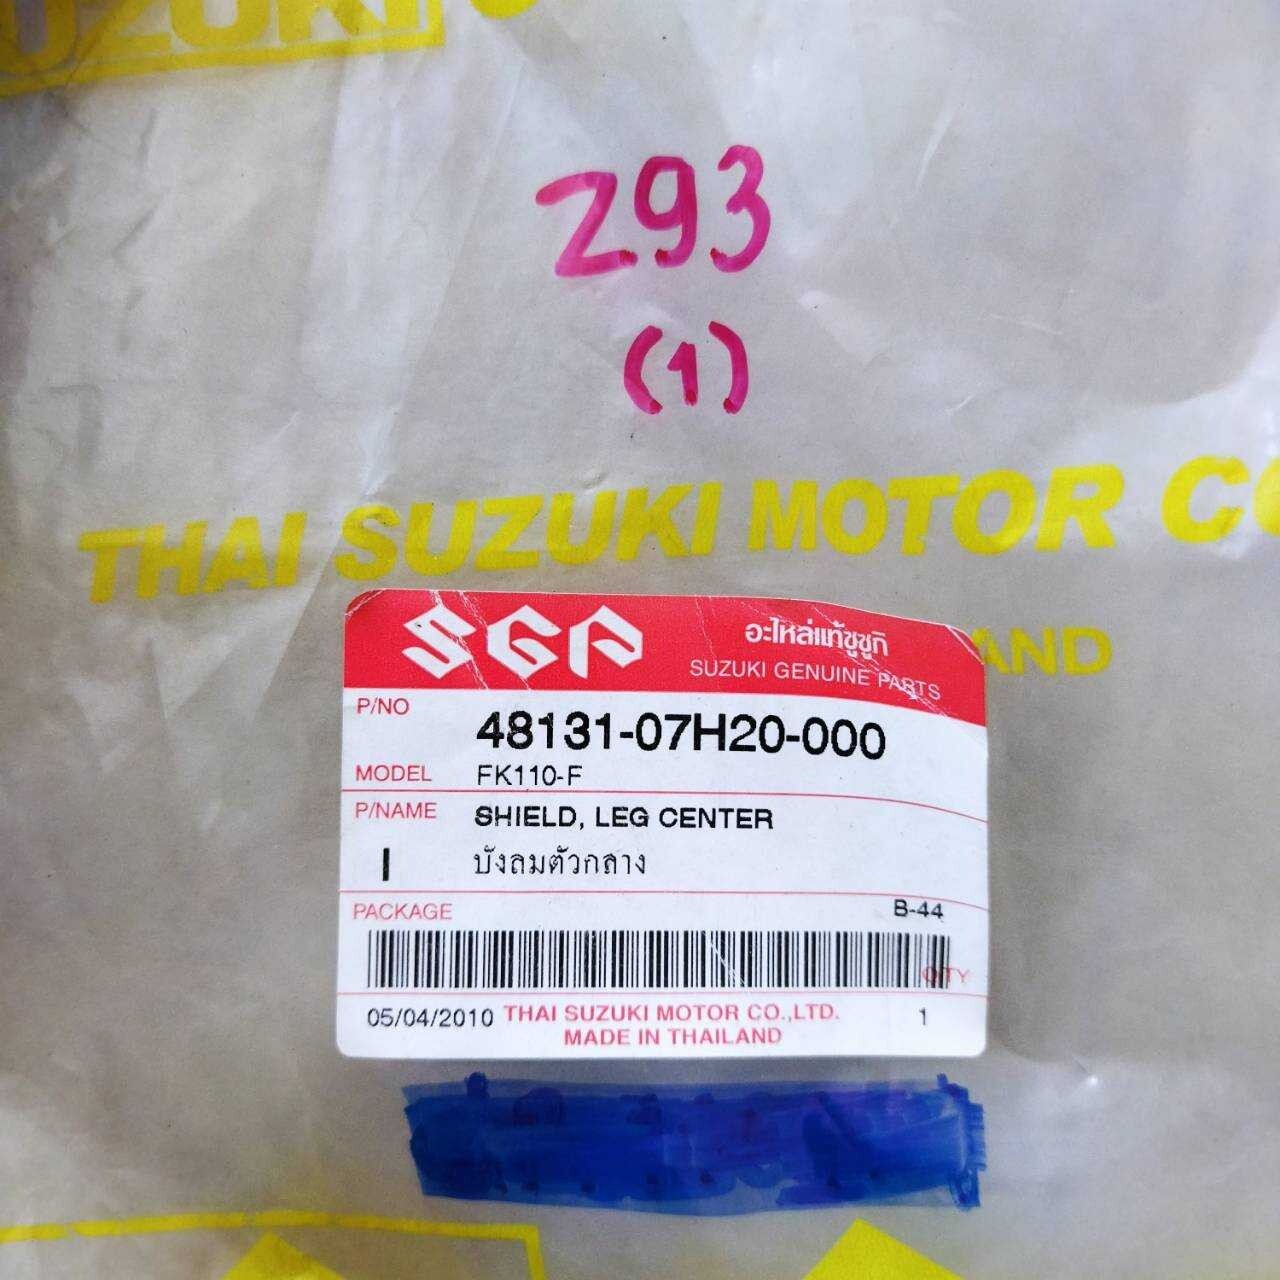 SUZUKI
293
(1)
THAI SUZUKI MOTOR CO
AND
SGP อะไหล่แท้ซูซูกิ
SUZUKI GENUINE PARTS
P/NO 48131-07H20-000
MODEL FK110-F
P/NAME SHIELD, LEG CENTER
I บังลมตัวกลาง
PACKAGE B-44
Q'TY
05/04/2010 THAI SUZUKI MOTOR CO.,LTD. 1
MADE IN THAILAND